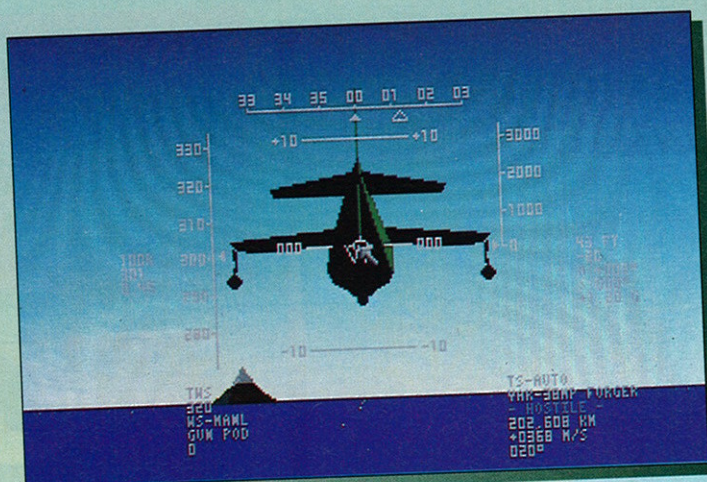 33 34 35 00 01 02 03
+10 +10
330 3000
320 2000
310 1000
000 000 0
300
290
280
-10 -10
TWS
320
WS-MANL
GUN POD
0
TS-AUTO
YAK-38MP FORGER
- HOSTILE -
202.608 KM
+0368 M/S
020°